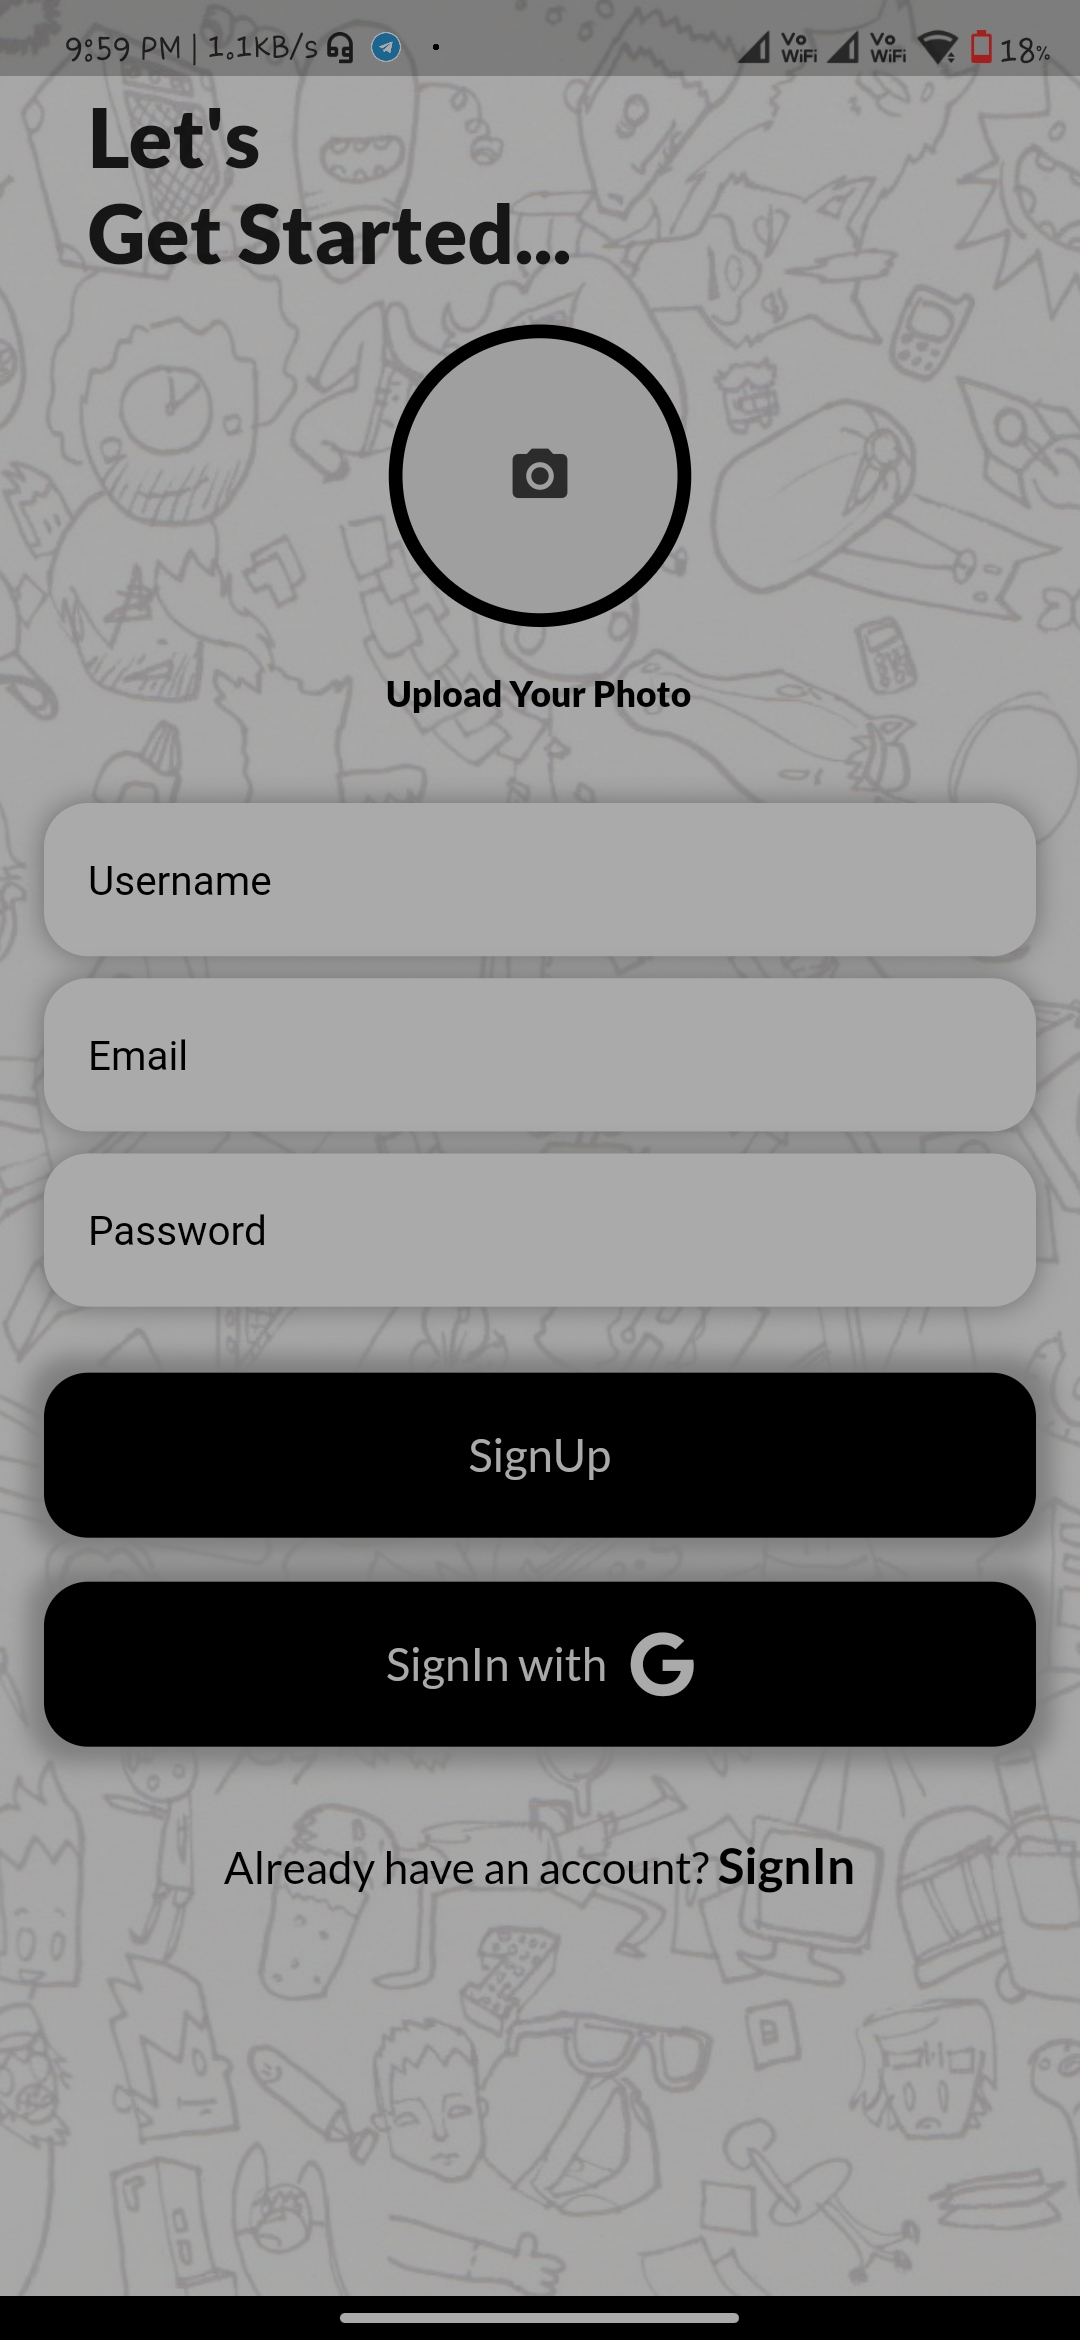 9:59 PM | 1.1KB/s Vo WiFi Vo WiFi 18%
Let's
Get Started...
Upload Your Photo
Username
Email
Password
SignUp
SignIn with G
Already have an account? SignIn